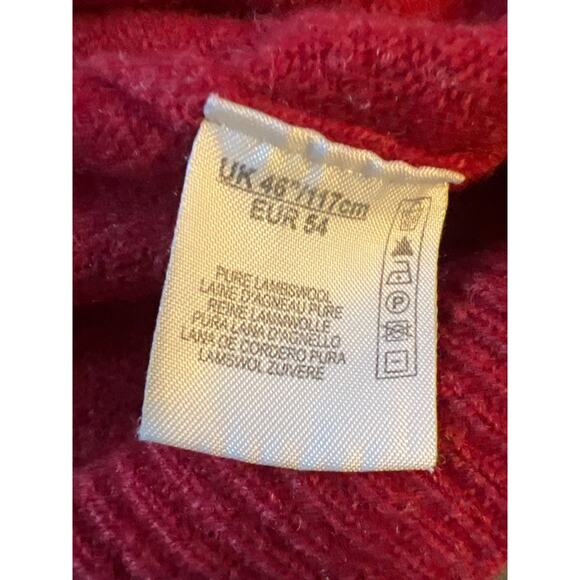 UK 46"/117cm
EUR 54
PURE LAMBSWOOL
LAINE D'AGNEAU PURE
REINE LANNWOLLE
PURA LANA D'AGNELLO
LANA DE CORDERO PURA
LAMSWOL ZUIVERE
P